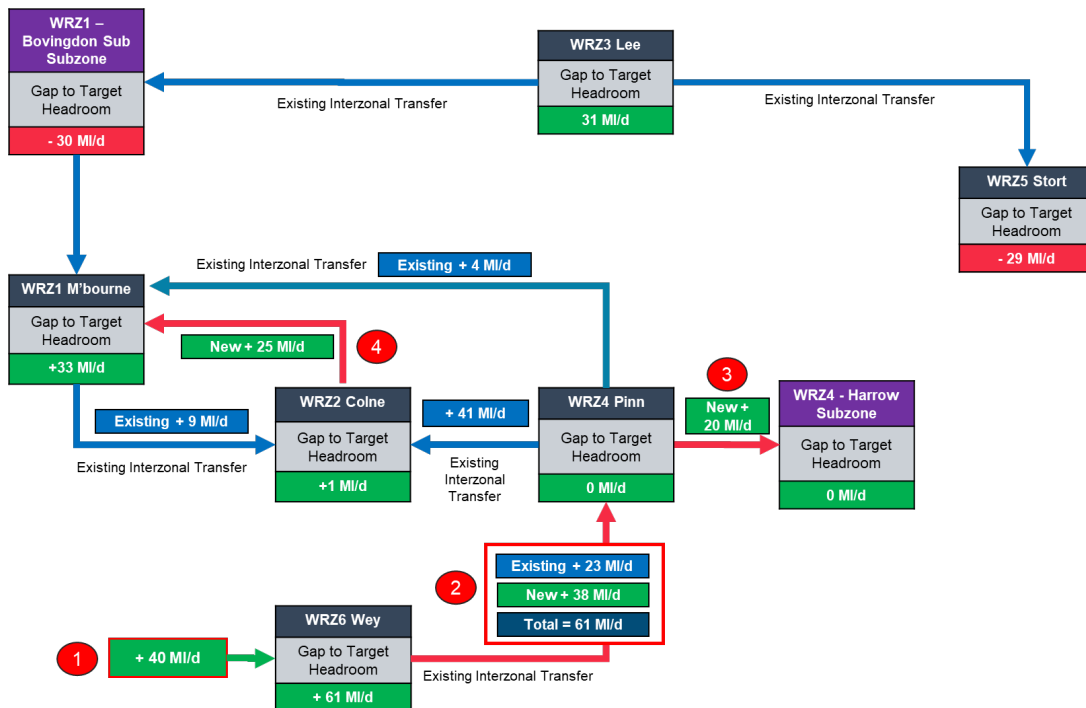 WRZ1 –
Bovingdon Sub
Subzone
Gap to Target
Headroom
- 30 Ml/d
WRZ3 Lee
Gap to Target
Headroom
31 Ml/d
Existing Interzonal Transfer
Existing Interzonal Transfer
WRZ5 Stort
Gap to Target
Headroom
- 29 Ml/d
Existing Interzonal Transfer
Existing + 4 Ml/d
WRZ1 M'bourne
Gap to Target
Headroom
+33 Ml/d
New + 25 Ml/d
4
3
WRZ2 Colne
Gap to Target
Headroom
+1 Ml/d
Existing + 9 Ml/d
Existing Interzonal Transfer
+ 41 Ml/d
Existing
Interzonal
Transfer
WRZ4 Pinn
Gap to Target
Headroom
0 Ml/d
New +
20 Ml/d
WRZ4 - Harrow
Subzone
Gap to Target
Headroom
0 Ml/d
2
Existing + 23 Ml/d
New + 38 Ml/d
Total = 61 Ml/d
1
+ 40 Ml/d
WRZ6 Wey
Gap to Target
Headroom
+ 61 Ml/d
Existing Interzonal Transfer